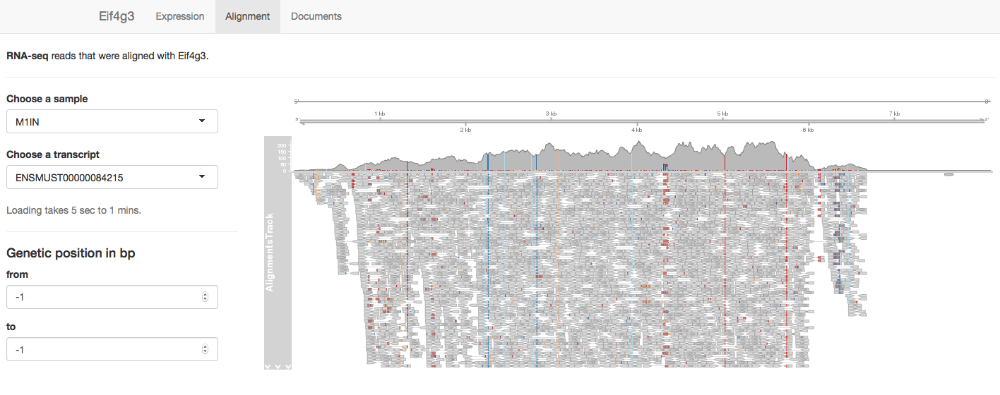 Eif4g3 Expression Alignment Documents
RNA-seq reads that were aligned with Eif4g3.
Choose a sample
M1IN
Choose a transcript
ENSMUST00000084215
Loading takes 5 sec to 1 mins.
Genetic position in bp
from
-1
to
-1
5' 3'
1 kb 3 kb 5 kb 7 kb
5' 3'
2 kb 4 kb 6 kb
200
150
100
50
0
AlignmentsTrack